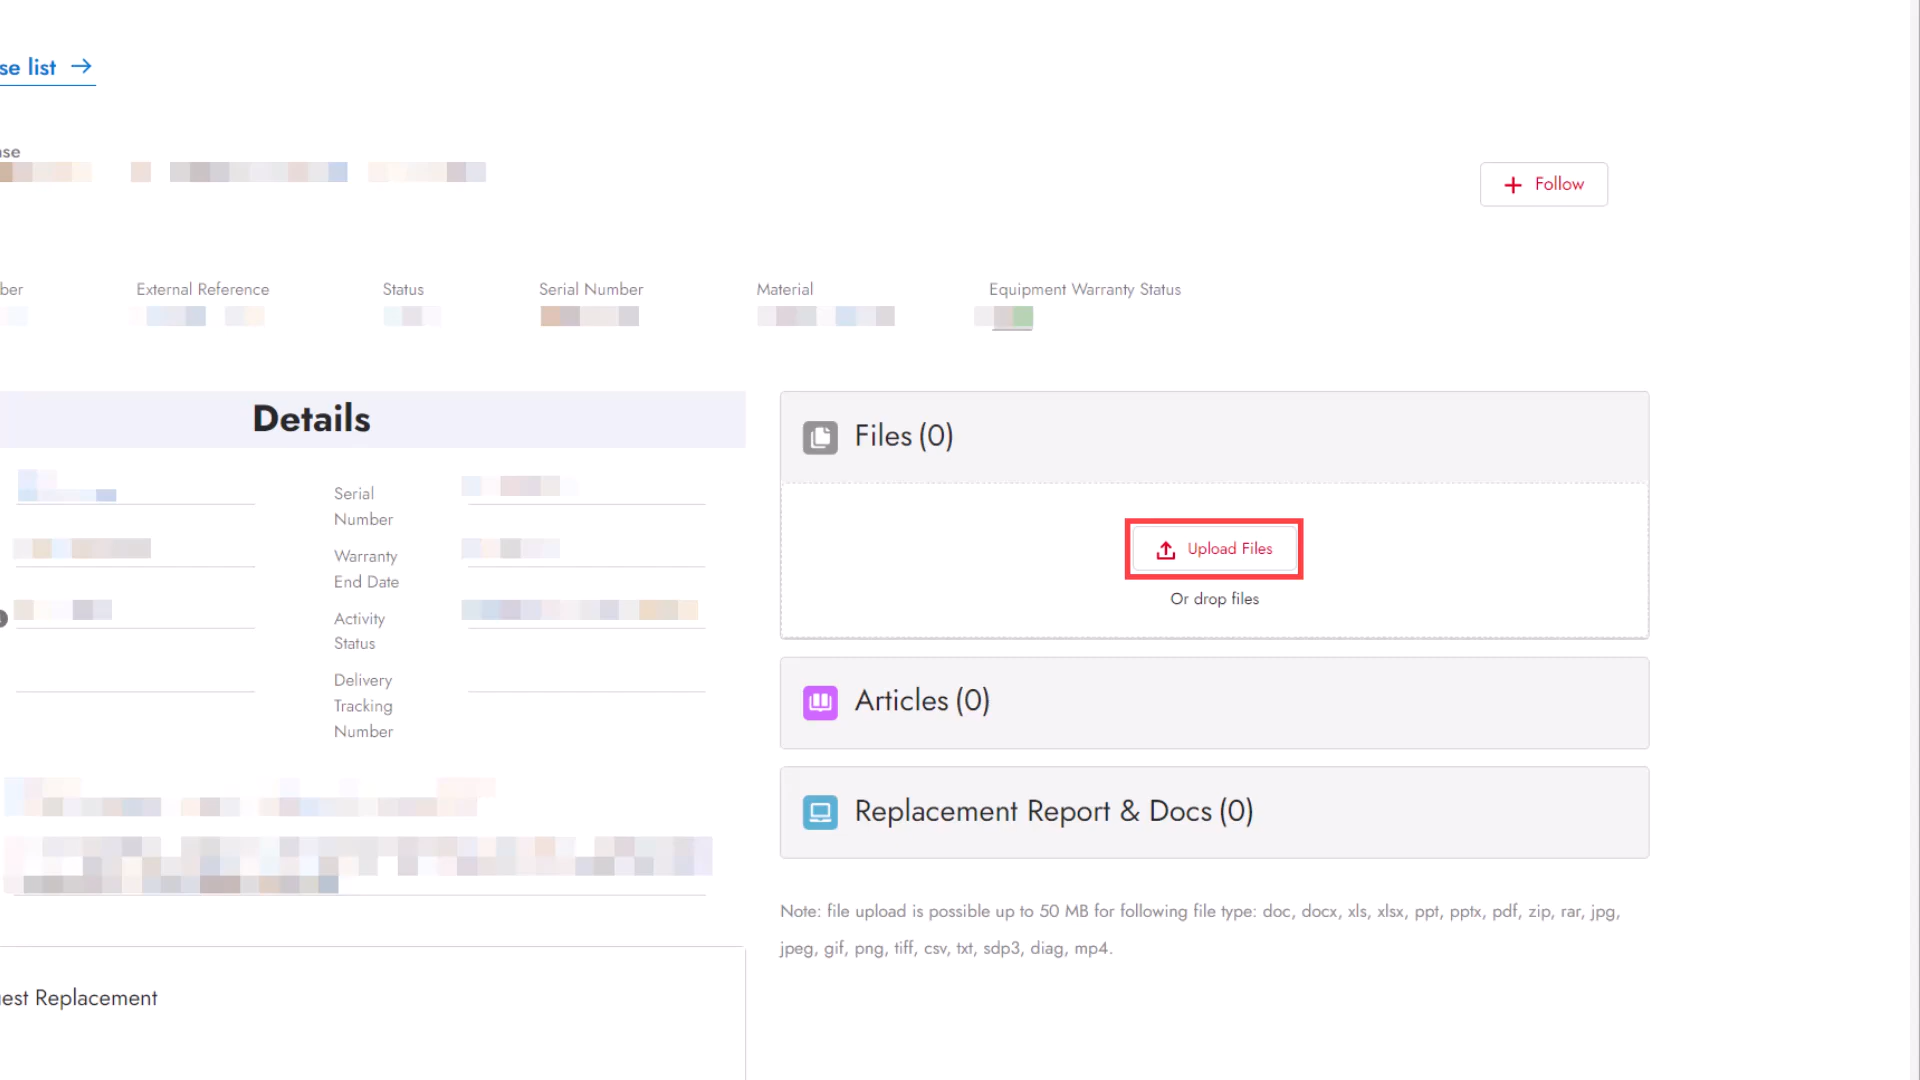 se list →
ase
+ Follow
ber
External Reference
Status
Serial Number
Material
Equipment Warranty Status
Details
Serial
Number
Warranty
End Date
Activity
Status
Delivery
Tracking
Number
Files (0)
Upload Files
Or drop files
Articles (0)
Replacement Report & Docs (0)
Note: file upload is possible up to 50 MB for following file type: doc, docx, xls, xlsx, ppt, pptx, pdf, zip, rar, jpg,
jpeg, gif, png, tiff, csv, txt, sdp3, diag, mp4.
uest Replacement